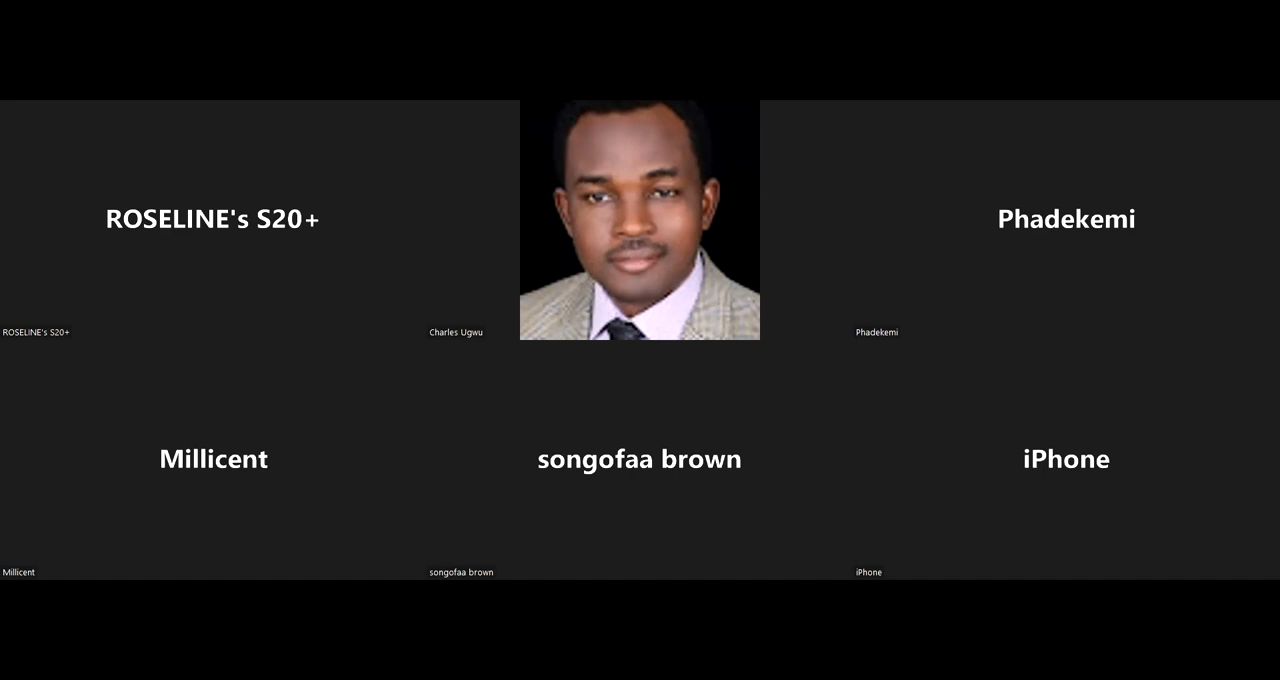 ROSELINE's S20+
Phadekemi
ROSELINE's S20+
Charles Ugwu
Phadekemi
Millicent
songofaa brown
iPhone
Millicent
songofaa brown
iPhone